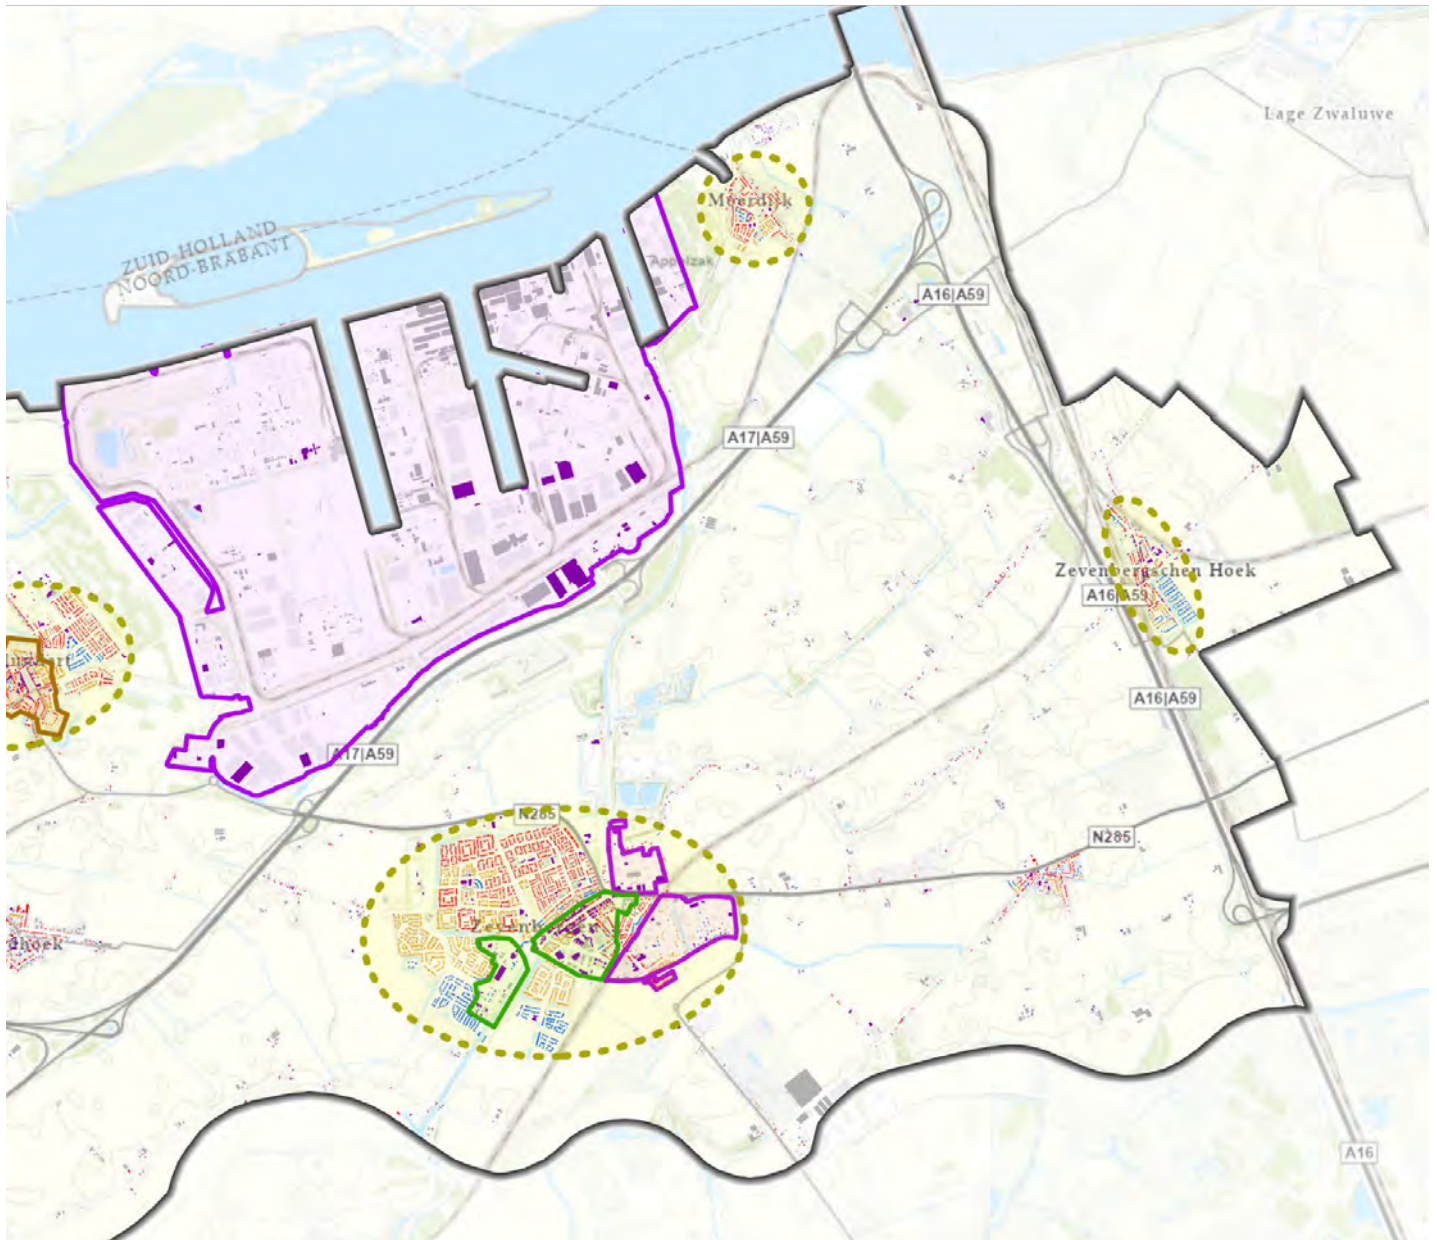 Lage Zwaluwe
Moerdijk
ZUID-HOLLAND
NOORD-BRABANT
Appelzak
A16|A59
A17|A59
Zevenbergschen Hoek
A16|A59
A16|A59
A17|A59
N285
N285
hoek
A16